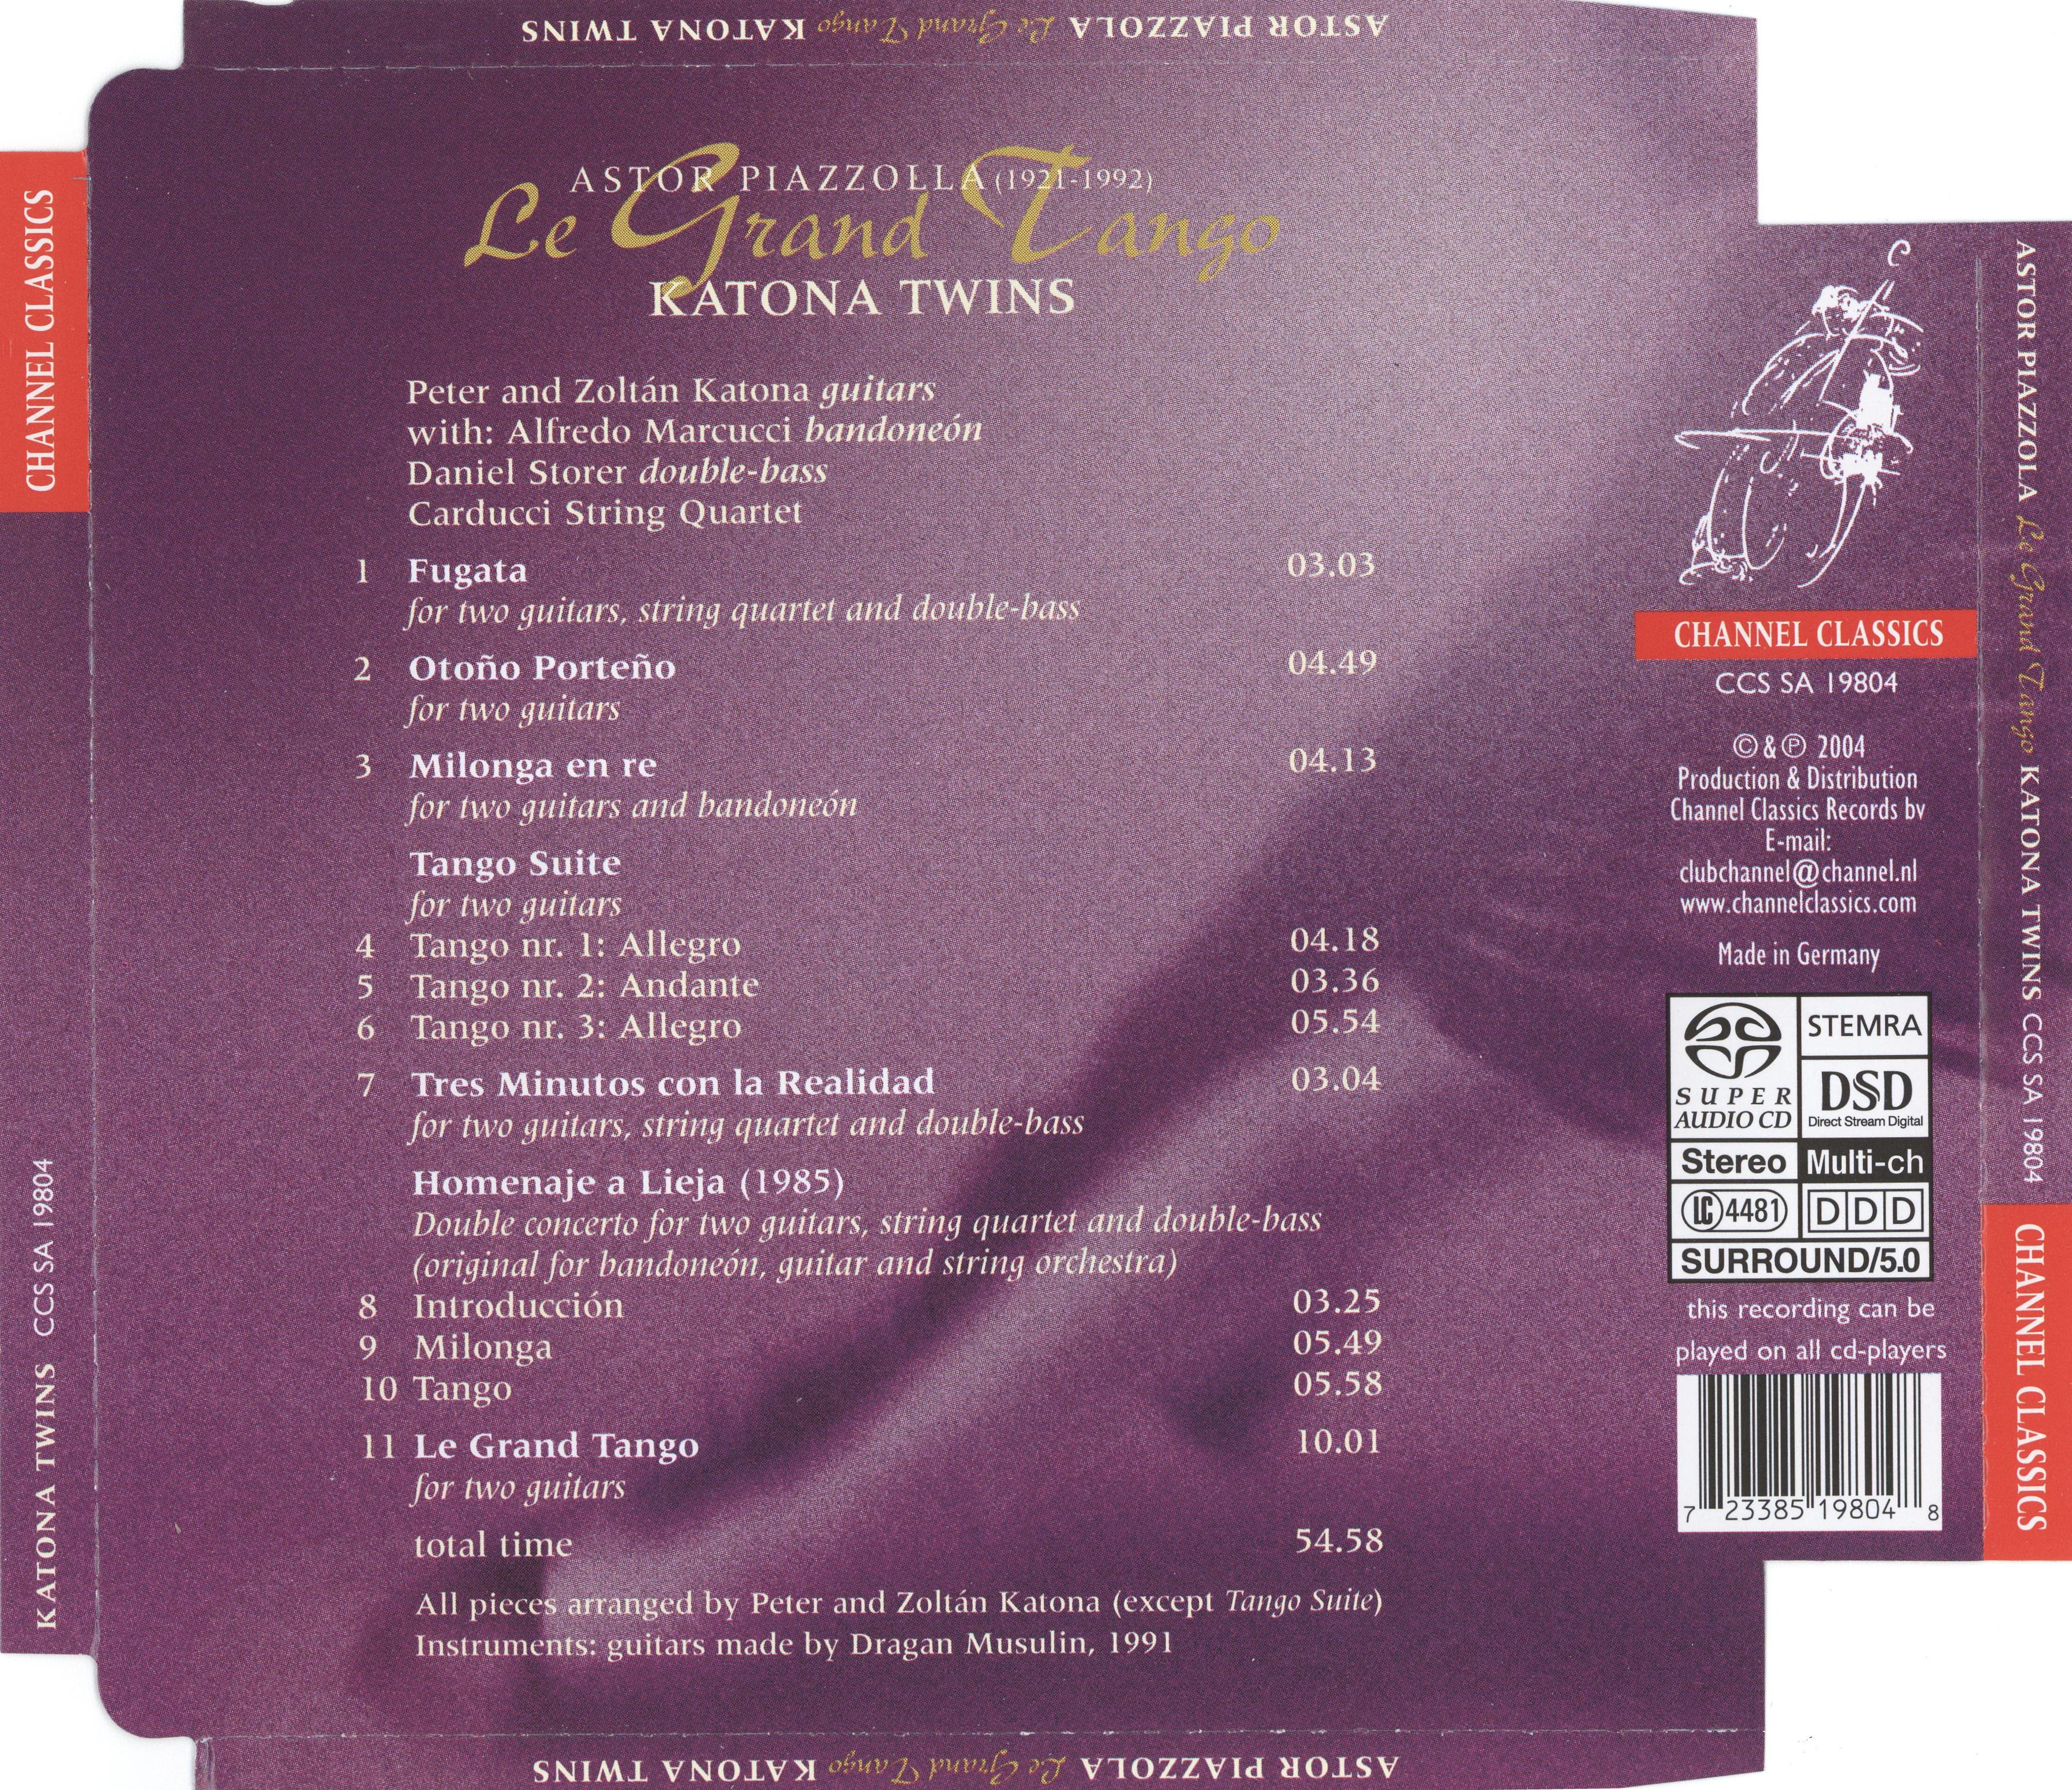 ASTOR PIAZZOLA Le Grand Tango KATONA TWINS
CHANNEL CLASSICS
KATONA TWINS CCS SA 19804
ASTOR PIAZZOLLA (1921-1992)
Le Grand Tango
KATONA TWINS
Peter and Zoltán Katona guitars
with: Alfredo Marcucci bandoneón
Daniel Storer double-bass
Carducci String Quartet
1 Fugata 03.03
for two guitars, string quartet and double-bass
2 Otoño Porteño 04.49
for two guitars
3 Milonga en re 04.13
for two guitars and bandoneón
Tango Suite
for two guitars
4 Tango nr. 1: Allegro 04.18
5 Tango nr. 2: Andante 03.36
6 Tango nr. 3: Allegro 05.54
7 Tres Minutos con la Realidad 03.04
for two guitars, string quartet and double-bass
Homenaje a Lieja (1985)
Double concerto for two guitars, string quartet and double-bass
(original for bandoneón, guitar and string orchestra)
8 Introducción 03.25
9 Milonga 05.49
10 Tango 05.58
11 Le Grand Tango 10.01
for two guitars
total time 54.58
All pieces arranged by Peter and Zoltán Katona (except Tango Suite)
Instruments: guitars made by Dragan Musulin, 1991
CHANNEL CLASSICS
CCS SA 19804
© & ℗ 2004
Production & Distribution
Channel Classics Records bv
E-mail:
clubchannel@channel.nl
www.channelclassics.com
Made in Germany
SUPER AUDIO CD
STEMRA
DSD
Direct Stream Digital
Stereo Multi-ch
LC 4481 DDD
SURROUND/5.0
this recording can be
played on all cd-players
7 23385 19804 8
ASTOR PIAZZOLA Le Grand Tango KATONA TWINS CCS SA 19804
CHANNEL CLASSICS
ASTOR PIAZZOLA Le Grand Tango KATONA TWINS